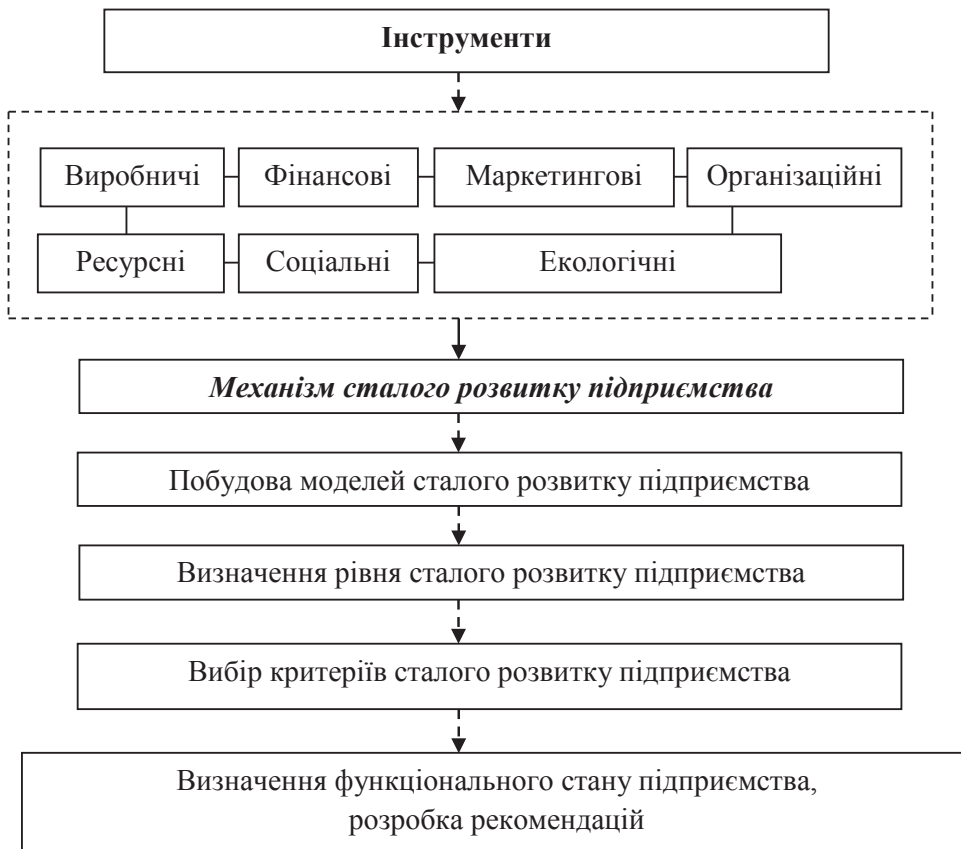 Інструменти
Виробничі Фінансові Маркетингові Організаційні
Ресурсні Соціальні Екологічні
Механізм сталого розвитку підприємства
Побудова моделей сталого розвитку підприємства
Визначення рівня сталого розвитку підприємства
Вибір критеріїв сталого розвитку підприємства
Визначення функціонального стану підприємства,
розробка рекомендацій